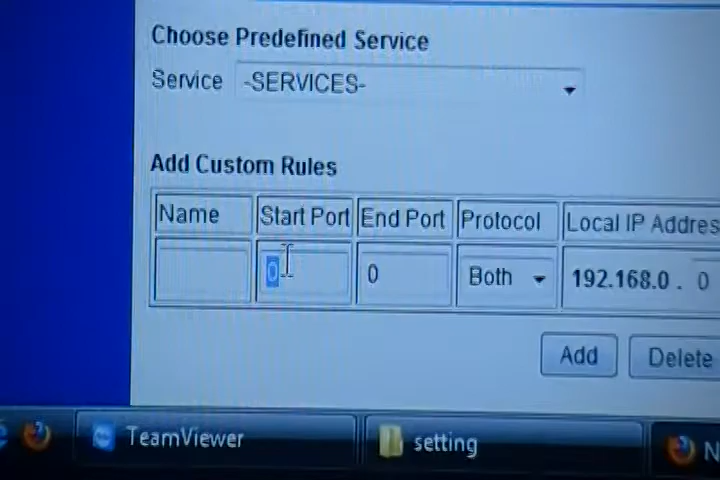 Choose Predefined Service
Service -SERVICES-
Add Custom Rules
Name Start Port End Port Protocol Local IP Addres
0 0 Both 192.168.0 . 0
Add Delete
TeamViewer setting N